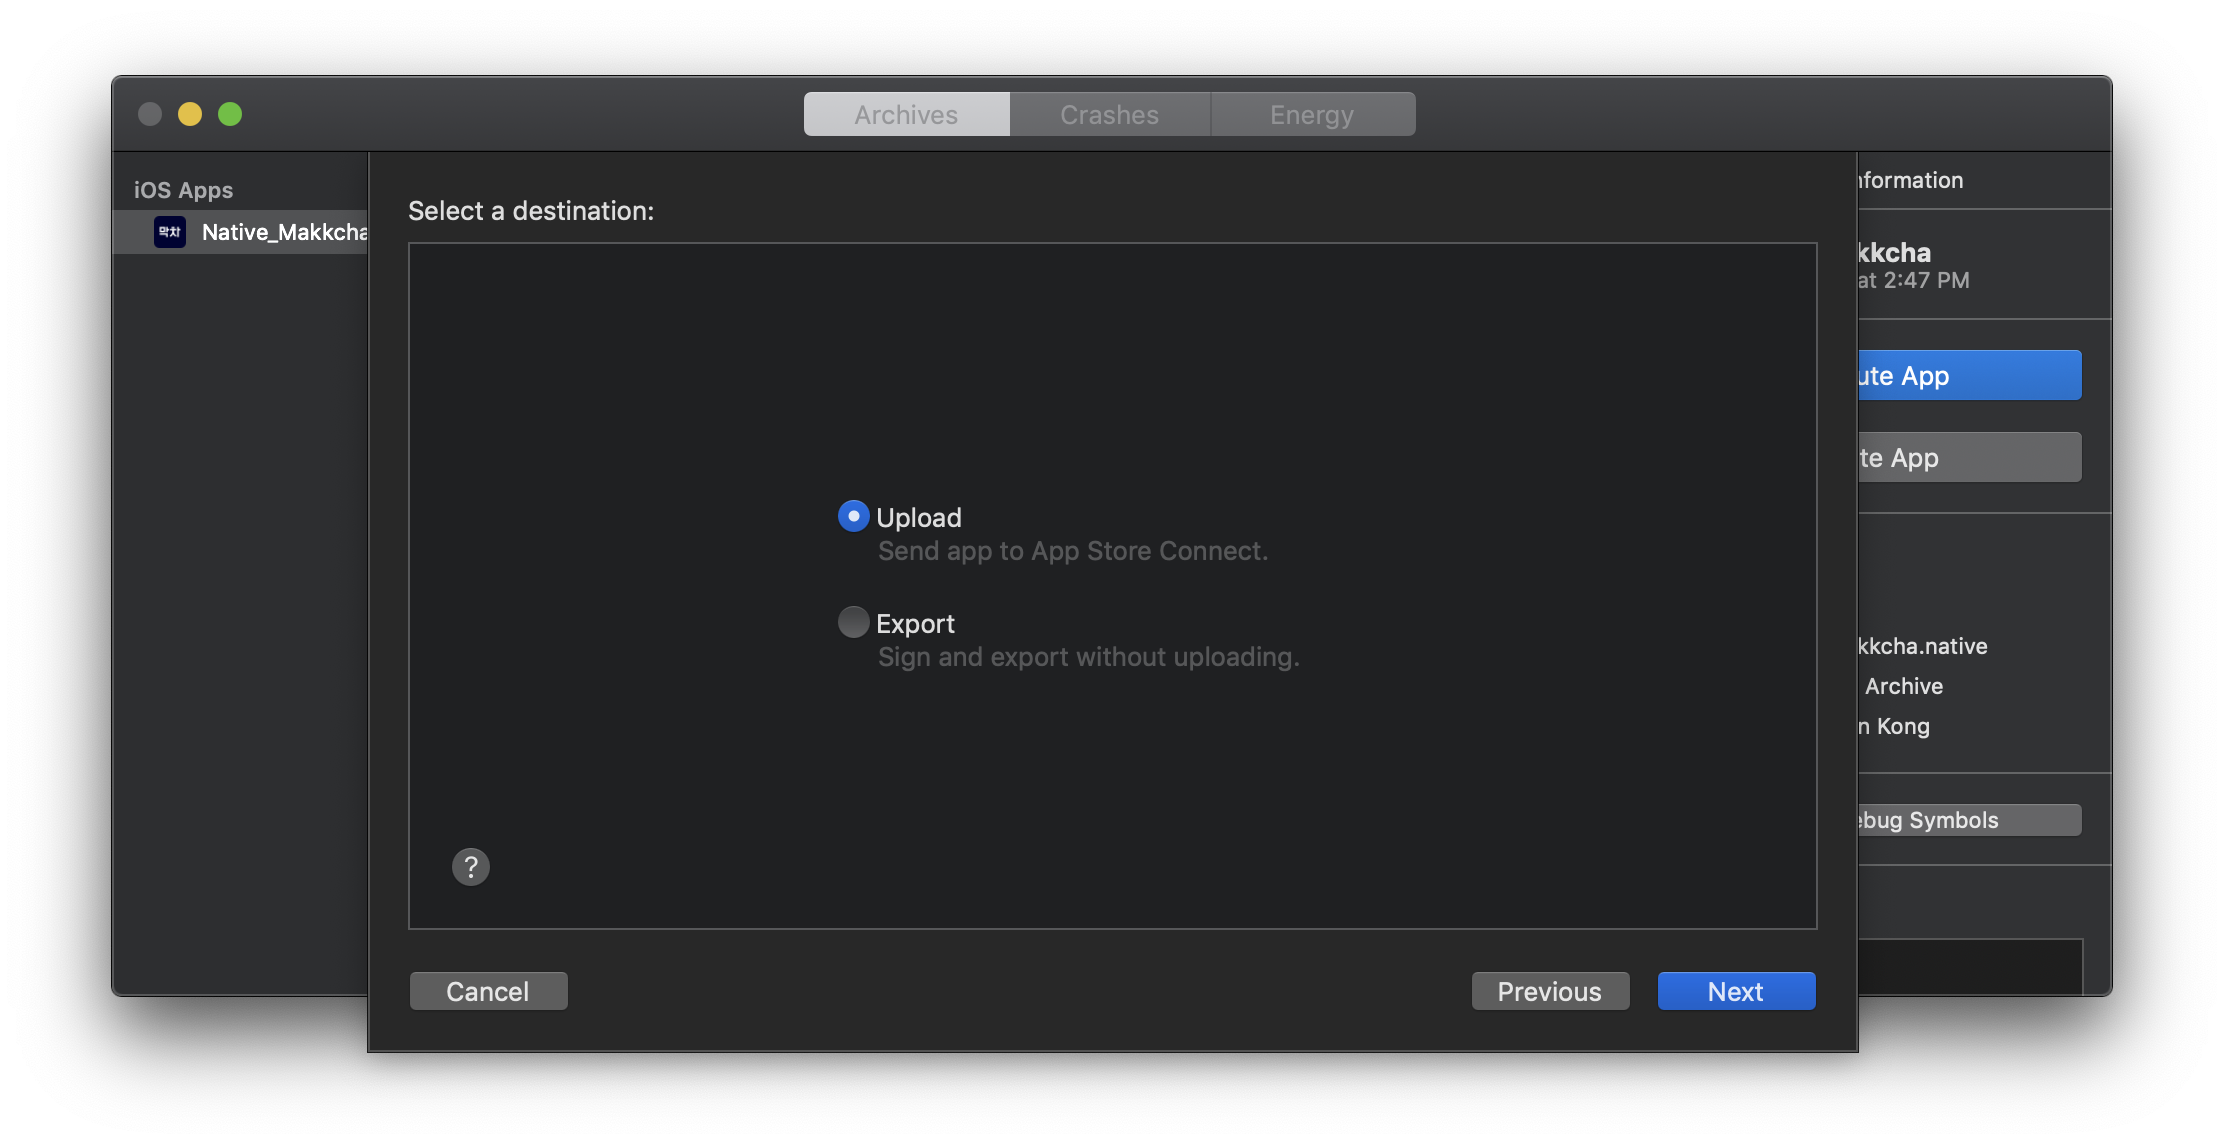 Archives
Crashes
Energy
iOS Apps
막차
Native_Makkcha
Select a destination:
Upload
Send app to App Store Connect.
Export
Sign and export without uploading.
?
Cancel
Previous
Next
nformation
kkcha
at 2:47 PM
ute App
te App
kkcha.native
Archive
n Kong
ebug Symbols